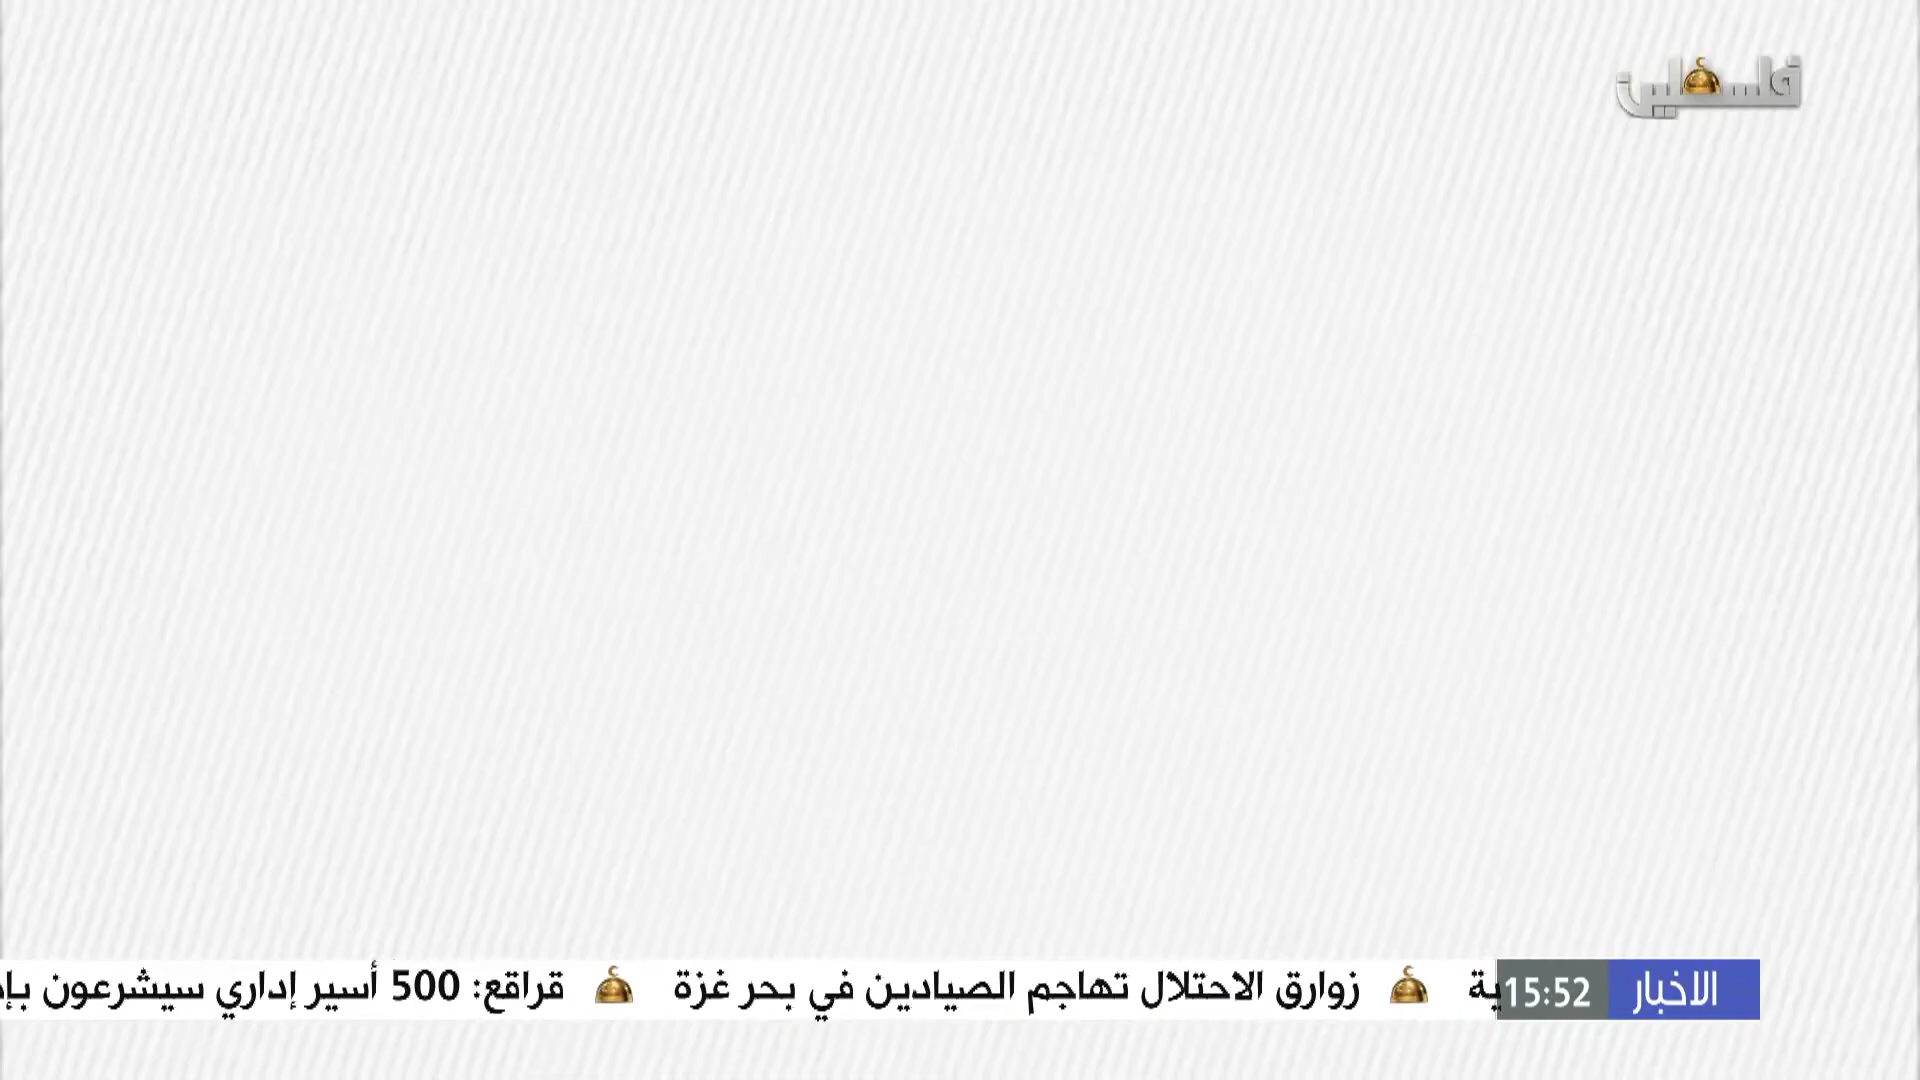 فلسطين
الاخبار 15:52 زوارق الاحتلال تهاجم الصيادين في بحر غزة قراقع: 500 أسير إداري سيشرعون